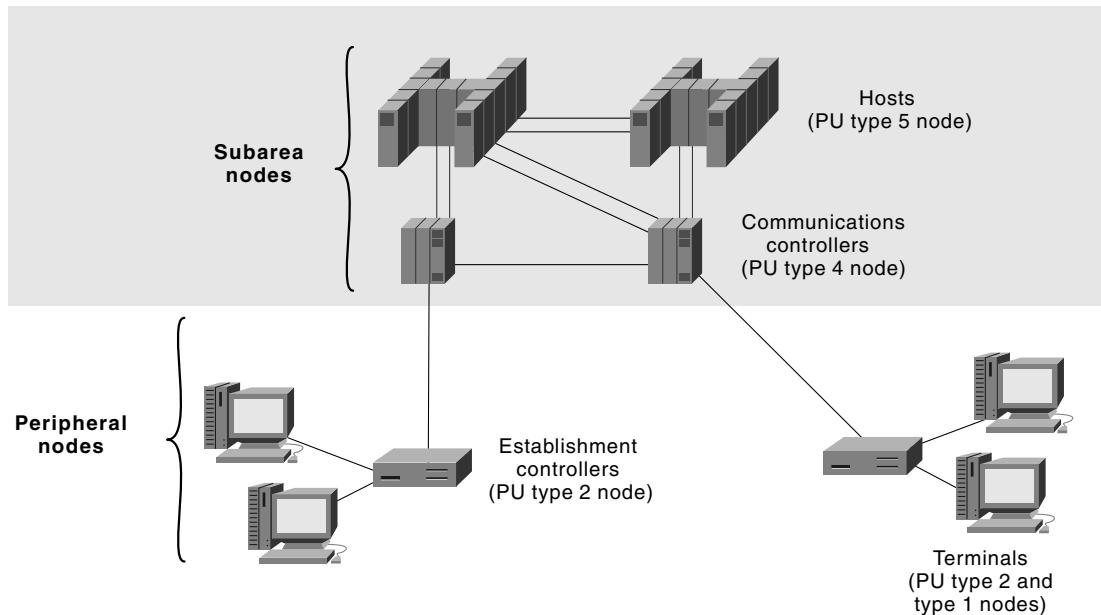 Hosts
(PU type 5 node)
Subarea
nodes
Communications
controllers
(PU type 4 node)
Peripheral
nodes
Establishment
controllers
(PU type 2 node)
Terminals
(PU type 2 and
type 1 nodes)